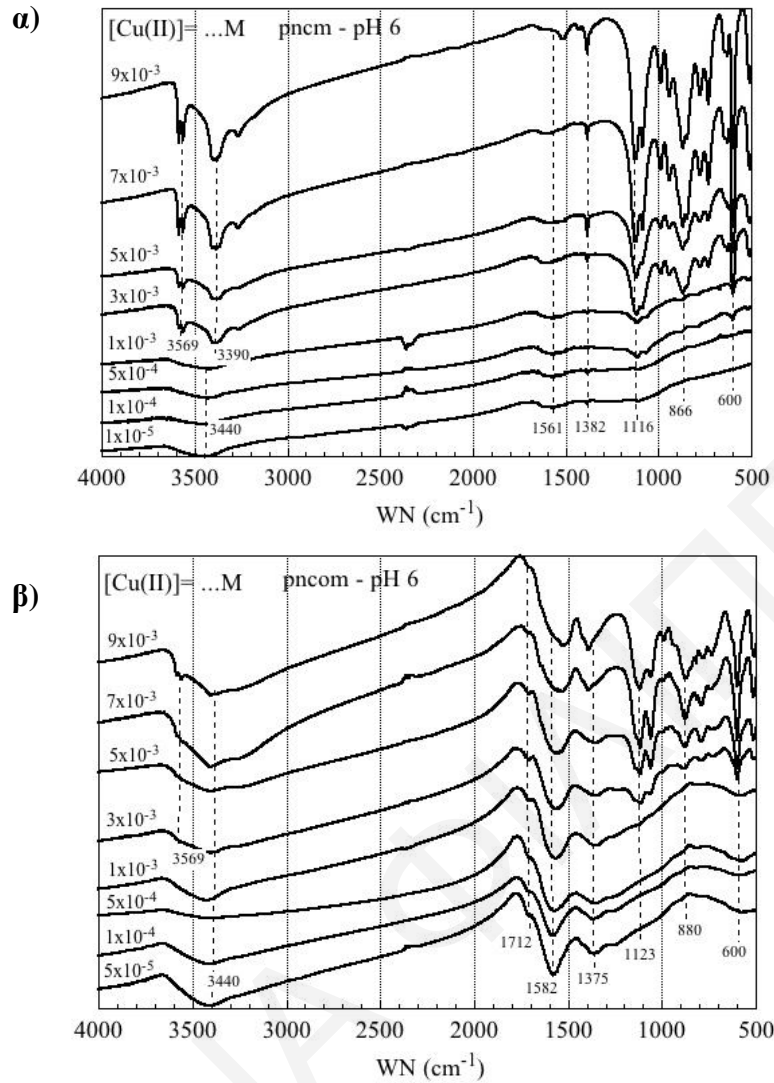 α)
[Cu(II)]= ...M pncm - pH 6
9x10-3
7x10-3
5x10-3
3x10-3
1x10-3
5x10-4
1x10-4
1x10-5
3569
3390
3440
1561
1382
1116
866
600
4000 3500 3000 2500 2000 1500 1000 500
WN (cm-1)
β)
[Cu(II)]= ...M pncom - pH 6
9x10-3
7x10-3
5x10-3
3x10-3
1x10-3
5x10-4
1x10-4
5x10-5
3569
3440
1712
1582
1375
1123
880
600
4000 3500 3000 2500 2000 1500 1000 500
WN (cm-1)